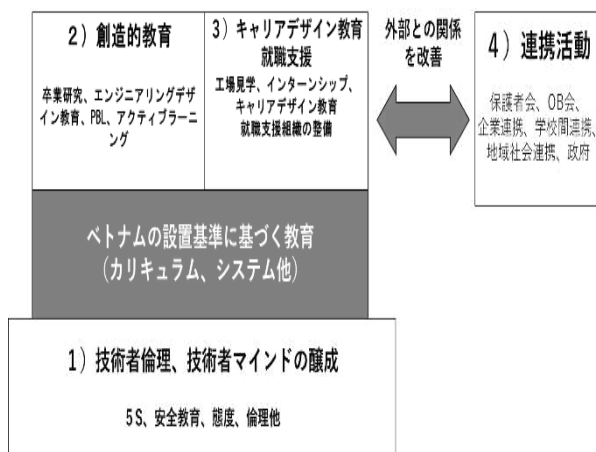 2）創造的教育
卒業研究、エンジニアリングデザ
イン教育、PBL、アクティブラーニ
ング
3）キャリアデザイン教育
就職支援
工場見学、インターンシップ、
キャリアデザイン教育
就職支援組織の整備
外部との関係
を改善
4）連携活動
保護者会、OB会、
企業連携、学校間連携、
地域社会連携、政府
ベトナムの設置基準に基づく教育
（カリキュラム、システム他）
1）技術者倫理、技術者マインドの醸成
5S、安全教育、態度、倫理他